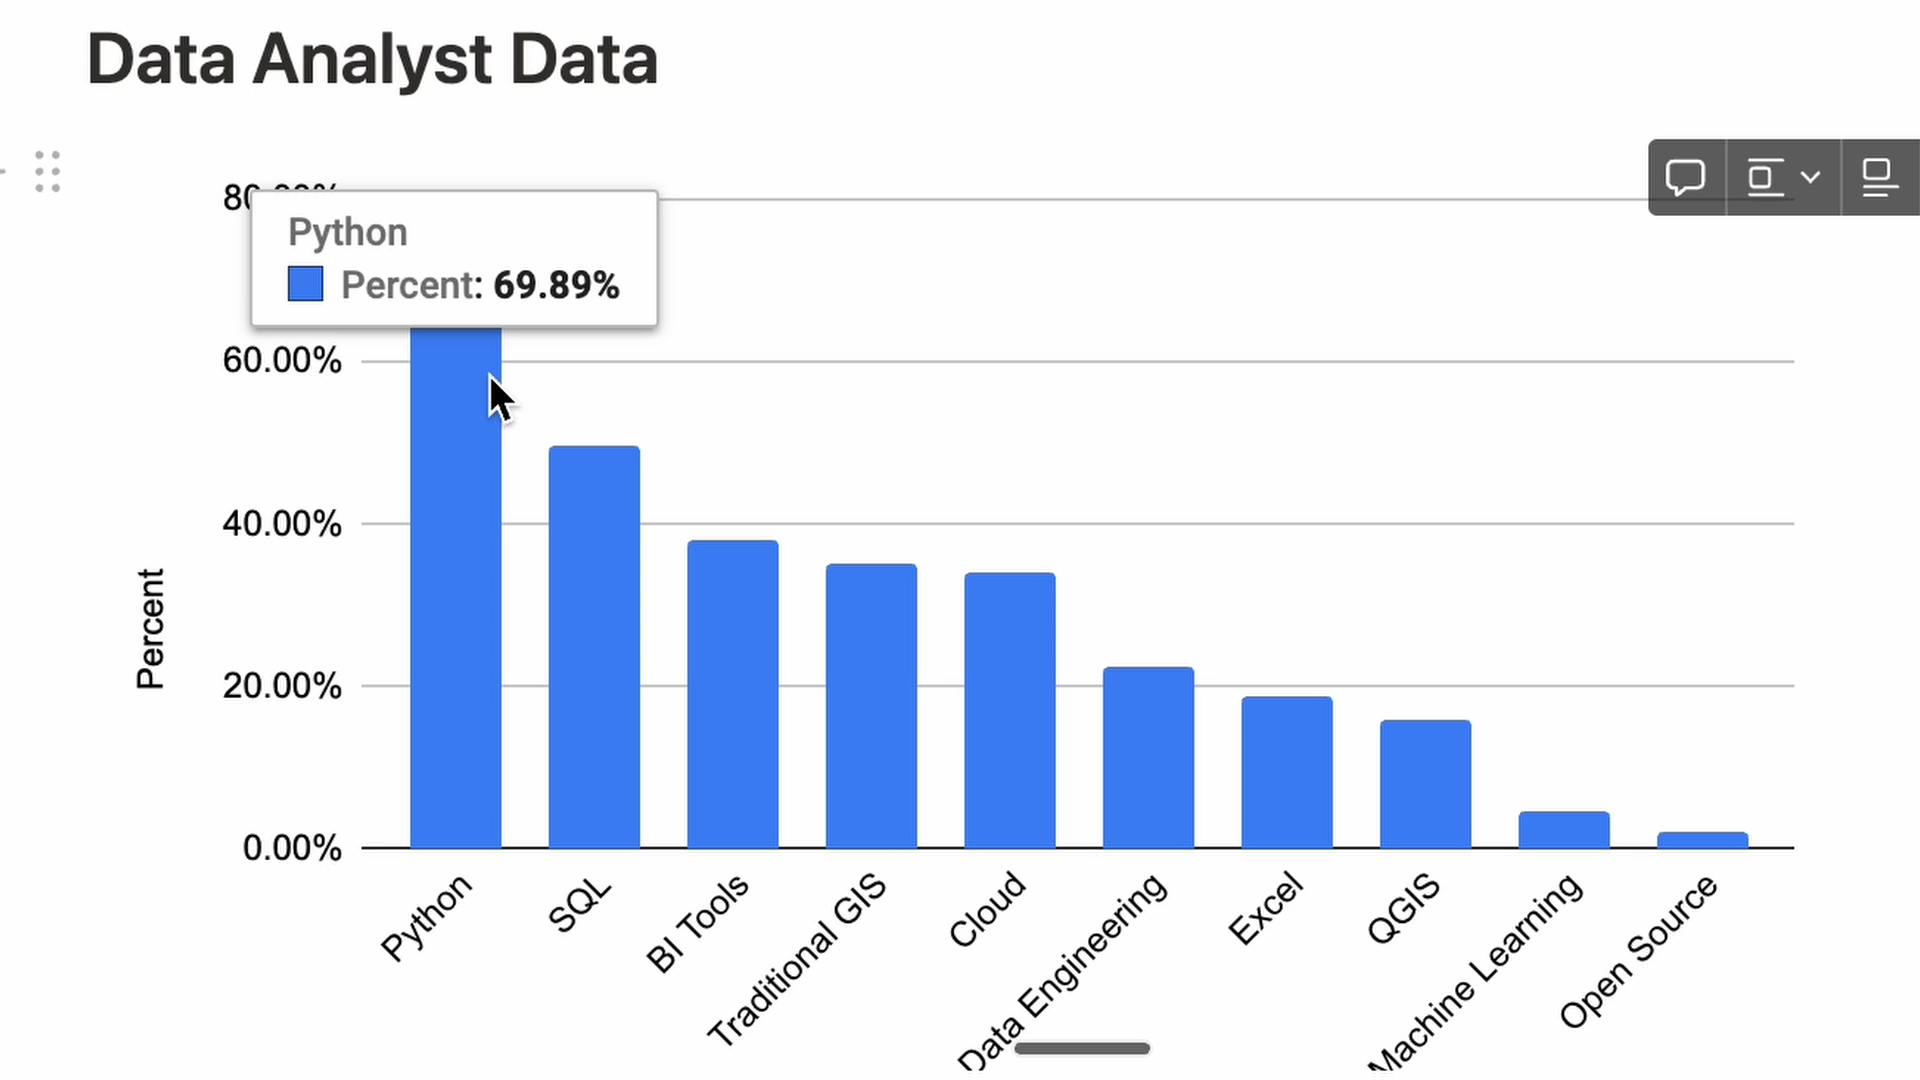 Data Analyst Data
Python
Percent: 69.89%
60.00%
40.00%
20.00%
0.00%
Percent
Python
SQL
BI Tools
Traditional GIS
Cloud
Data Engineering
Excel
QGIS
Machine Learning
Open Source